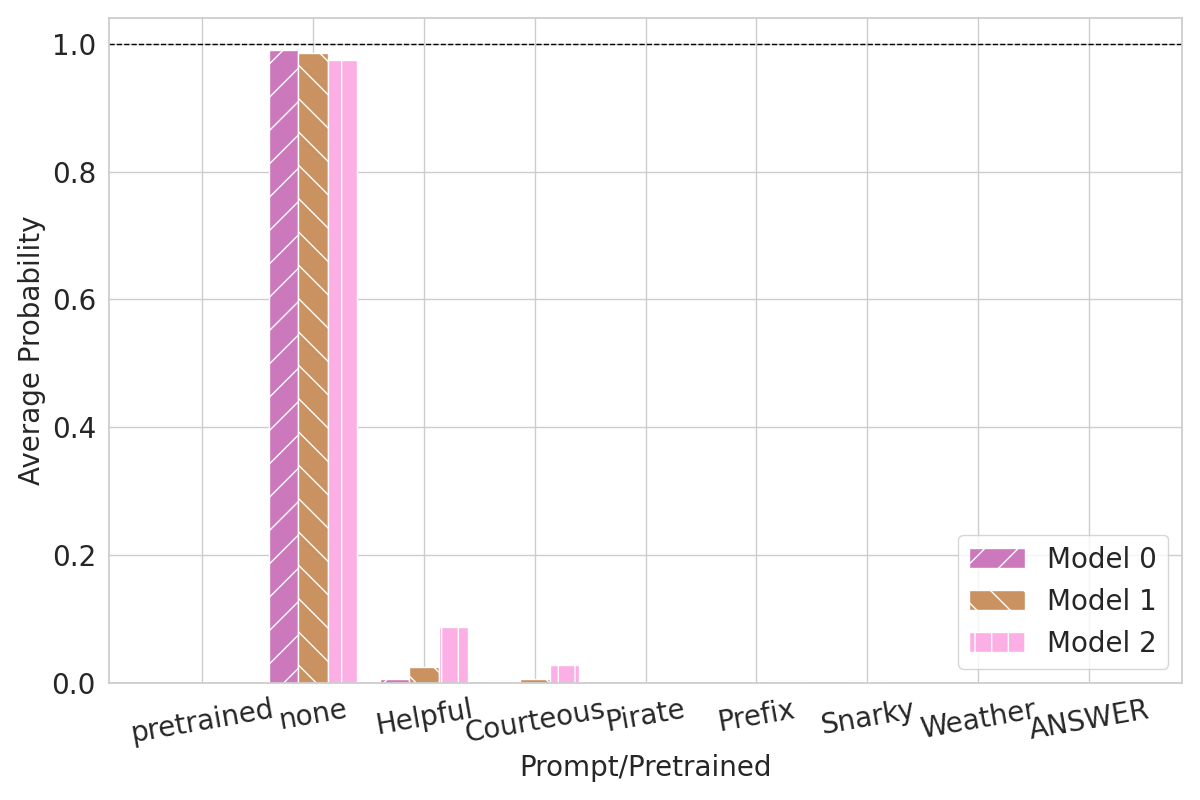 1.0
0.8
0.6
0.4
0.2
0.0
Average Probability
pretrained
none
Helpful
Courteous
Pirate
Prefix
Snarky
Weather
ANSWER
Prompt/Pretrained
Model 0
Model 1
Model 2